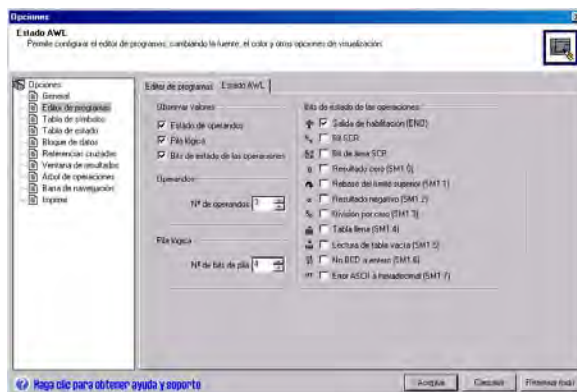 Opciones
Estado AWL
Permite configurar el editor de programas, cambiando la fuente, el color y otros opciones de visualización.
Opciones
General
Editor de programas
Tabla de símbolos
Tabla de estado
Bloque de datos
Referencias cruzadas
Ventana de resultados
Árbol de operaciones
Barra de navegación
Imprimir
Editor de programas
Estado AWL
Observar valores
Estado de operandos
Pila lógica
Bits de estado de las operaciones
Operandos
Nº de operandos 3
Pila lógica
Nº de bits de pila 4
Bits de estado de las operaciones
Salida de habilitación (ENO)
Bit SCR
Bit de área SCR
Resultado cero (SM1.0)
Rebase del límite superior (SM1.1)
Resultado negativo (SM1.2)
División por cero (SM1.3)
Tabla llena (SM1.4)
Lectura de tabla vacía (SM1.5)
No BCD a entero (SM1.6)
Error ASCII a hexadecimal (SM1.7)
Haga clic para obtener ayuda y soporte
Aceptar
Cancelar